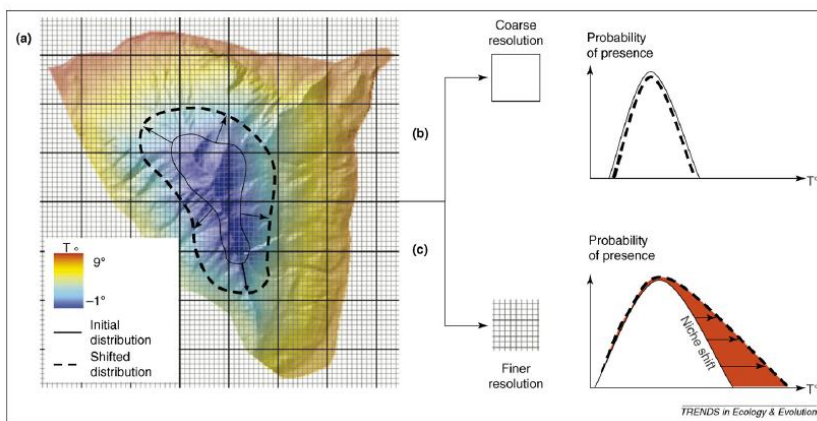 (a)
T°
9°
–1°
Initial
distribution
Shifted
distribution
(b)
Coarse
resolution
Probability
of presence
T°
(c)
Finer
resolution
Probability
of presence
Niche shift
T°
TRENDS in Ecology & Evolution